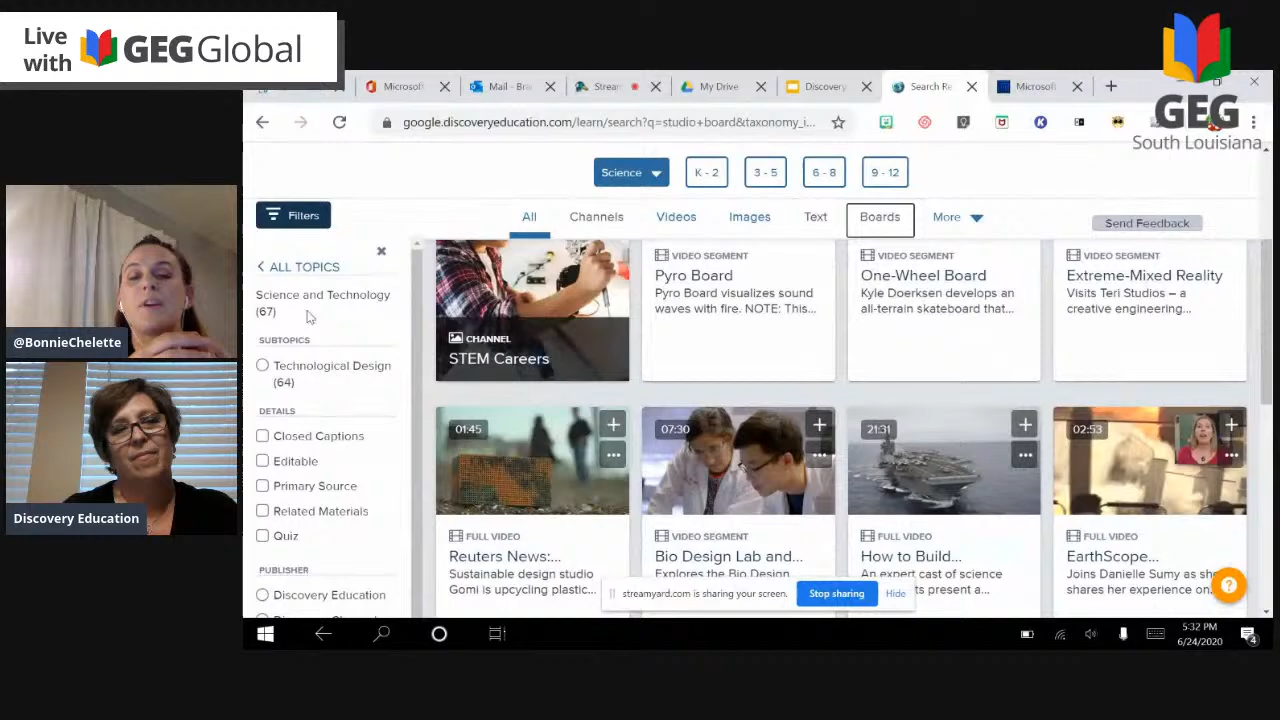 Live
with
GEG Global
Microsoft
Mail - Bre
Stream
My Drive
Discovery
Search Re
Microsoft
GEG
South Louisiana
google.discoveryeducation.com/learn/search?q=studio+board&taxonomy_i...
Science
K - 2
3 - 5
6 - 8
9 - 12
Filters
All
Channels
Videos
Images
Text
Boards
More
Send Feedback
ALL TOPICS
Science and Technology
(67)
SUBTOPICS
Technological Design
(64)
DETAILS
Closed Captions
Editable
Primary Source
Related Materials
Quiz
PUBLISHER
Discovery Education
CHANNEL
STEM Careers
VIDEO SEGMENT
Pyro Board
Pyro Board visualizes sound
waves with fire. NOTE: This...
VIDEO SEGMENT
One-Wheel Board
Kyle Doerksen develops an
all-terrain skateboard that...
VIDEO SEGMENT
Extreme-Mixed Reality
Visits Teri Studios – a
creative engineering...
01:45
FULL VIDEO
Reuters News:...
Sustainable design studio
Gomi is upcycling plastic...
07:30
VIDEO SEGMENT
Bio Design Lab and...
Explores the Bio Design
21:31
FULL VIDEO
How to Build...
An expert cast of science
nts present a...
02:53
FULL VIDEO
EarthScope...
Joins Danielle Sumy as she
shares her experience on...
streamyard.com is sharing your screen.
Stop sharing
Hide
@BonnieChelette
Discovery Education
5:32 PM
6/24/2020
4